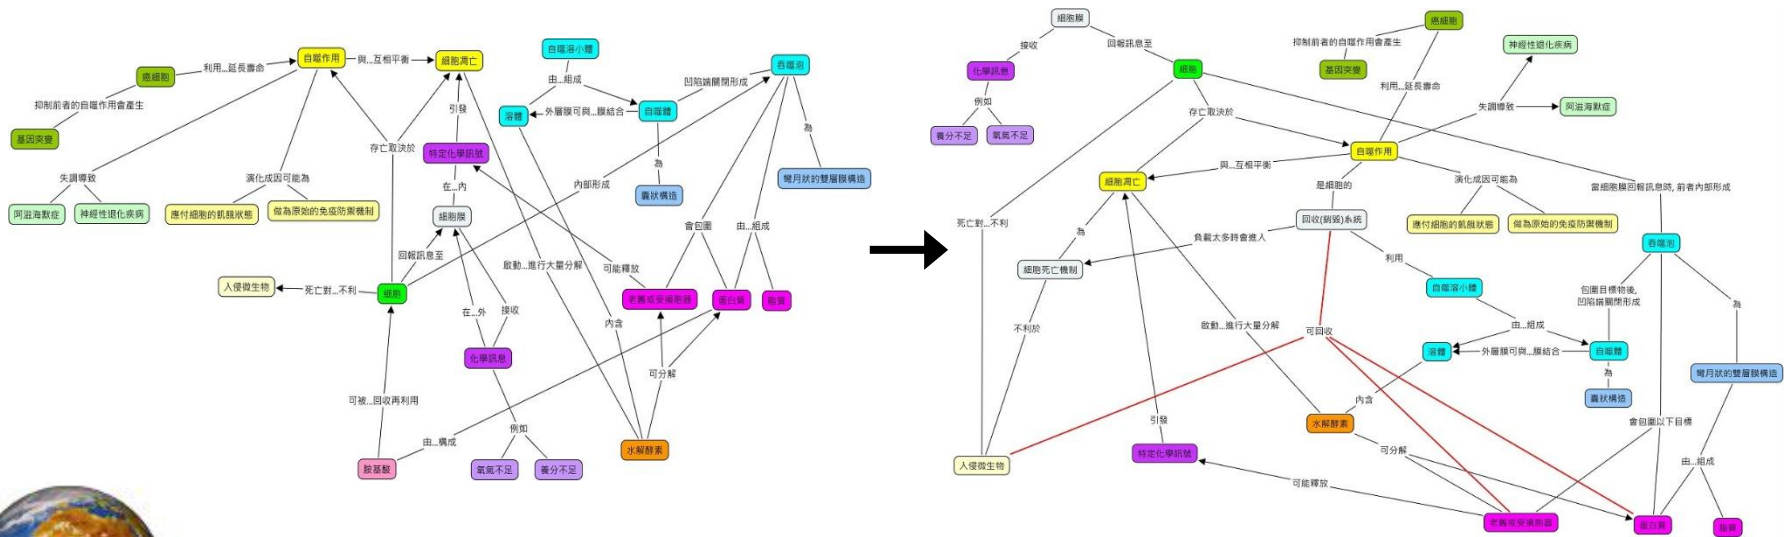 自噬作用
與...互相平衡
細胞凋亡
自噬溶小體
吞噬泡
癌細胞
利用...延長壽命
由...組成
凹陷端關閉形成
抑制前者的自噬作用會產生
引發
溶體
外層膜可與...膜結合
自噬體
為
基因突變
存亡取決於
特定化學訊號
為
彎月狀的雙層膜構造
失調導致
演化成因可能為
在...內
內部形成
囊狀構造
阿滋海默症
神經性退化疾病
應付細胞的飢餓狀態
做為原始的免疫防禦機制
細胞膜
會包圍
由...組成
回報訊息至
啟動...進行大量分解
可能釋放
入侵微生物
死亡對...不利
細胞
老舊或受損胞器
蛋白質
脂質
在...外
接收
內含
化學訊息
可分解
可被...回收再利用
例如
由...構成
水解酵素
胺基酸
氧氣不足
養分不足
細胞膜
癌細胞
接收
回報訊息至
抑制前者的自噬作用會產生
神經性退化疾病
化學訊息
細胞
基因突變
利用...延長壽命
例如
存亡取決於
失調導致
阿滋海默症
養分不足
氧氣不足
自噬作用
與...互相平衡
細胞凋亡
是細胞的
演化成因可能為
當細胞膜回報訊息時, 前者內部形成
死亡對...不利
為
回收(銷毀)系統
應付細胞的飢餓狀態
做為原始的免疫防禦機制
負載太多時會進入
吞噬泡
細胞死亡機制
利用
自噬溶小體
包圍目標物後,
凹陷端關閉形成
為
不利於
啟動...進行大量分解
可回收
由...組成
溶體
外層膜可與...膜結合
自噬體
為
彎月狀的雙層膜構造
內含
囊狀構造
引發
水解酵素
會包圍以下目標
特定化學訊號
可分解
入侵微生物
由...組成
可能釋放
老舊或受損胞器
蛋白質
脂質